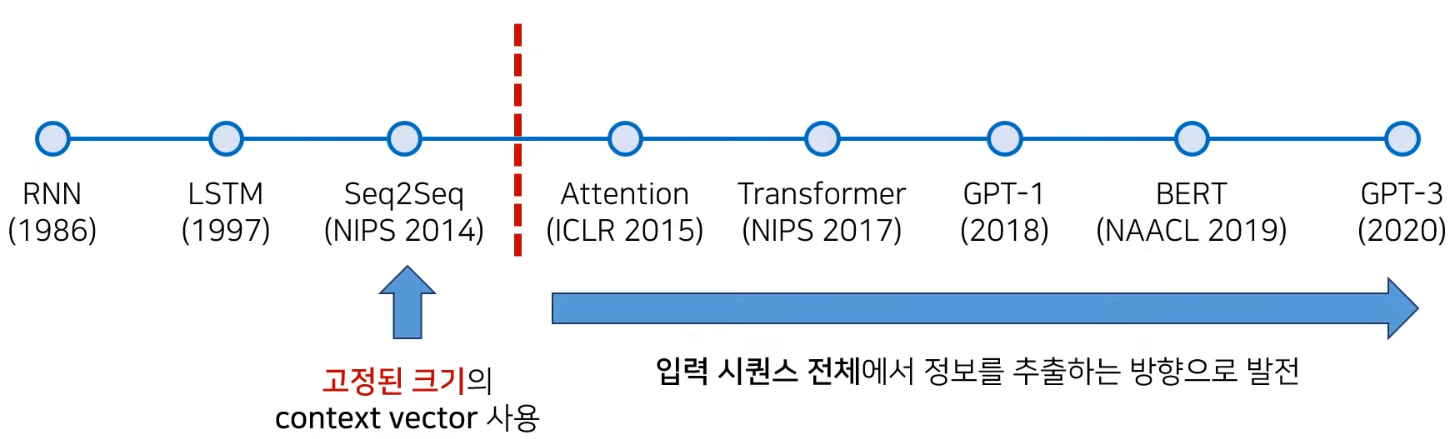 RNN
(1986)
LSTM
(1997)
Seq2Seq
(NIPS 2014)
Attention
(ICLR 2015)
Transformer
(NIPS 2017)
GPT-1
(2018)
BERT
(NAACL 2019)
GPT-3
(2020)
고정된 크기의
context vector 사용
입력 시퀀스 전체에서 정보를 추출하는 방향으로 발전